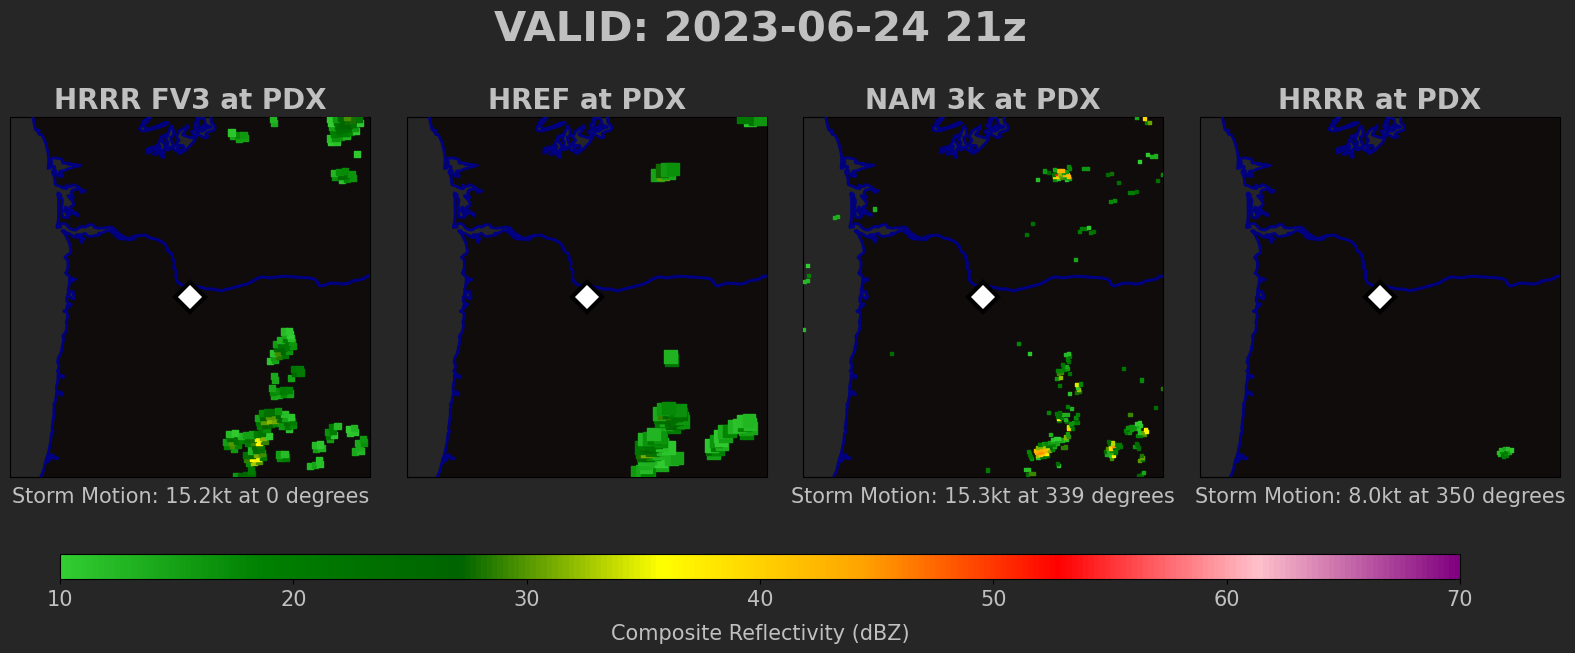 VALID: 2023-06-24 21z
HRRR FV3 at PDX
HREF at PDX
NAM 3k at PDX
HRRR at PDX
Storm Motion: 15.2kt at 0 degrees
Storm Motion: 15.3kt at 339 degrees
Storm Motion: 8.0kt at 350 degrees
10 20 30 40 50 60 70
Composite Reflectivity (dBZ)